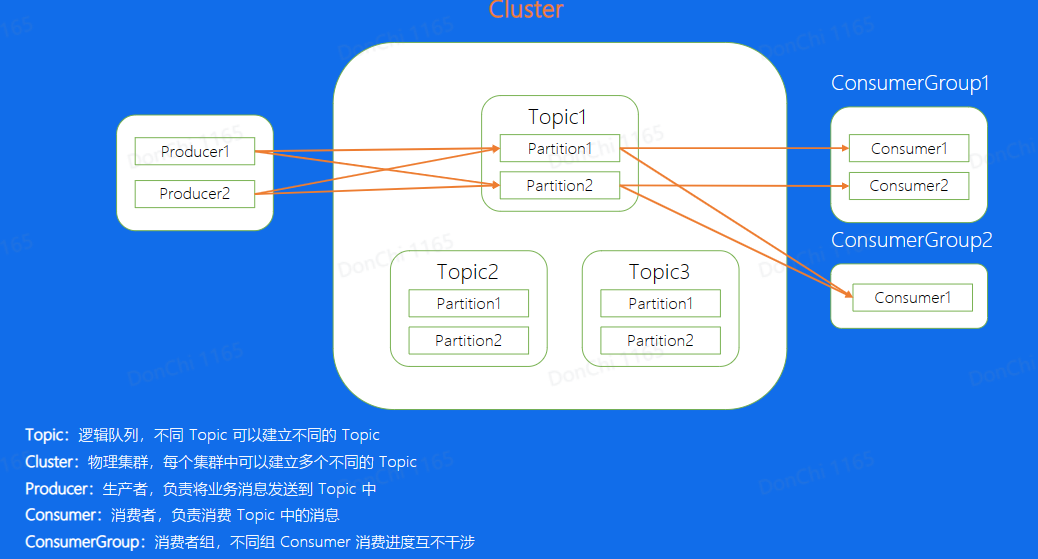 Cluster
ConsumerGroup1
Topic1
Producer1
Partition1
Consumer1
Producer2
Partition2
Consumer2
ConsumerGroup2
Topic2
Topic3
Consumer1
Partition1
Partition1
Partition2
Partition2
Topic：逻辑队列，不同 Topic 可以建立不同的 Topic
Cluster：物理集群，每个集群中可以建立多个不同的 Topic
Producer：生产者，负责将业务消息发送到 Topic 中
Consumer：消费者，负责消费 Topic 中的消息
ConsumerGroup：消费者组，不同组 Consumer 消费进度互不干涉
DonChi 1165